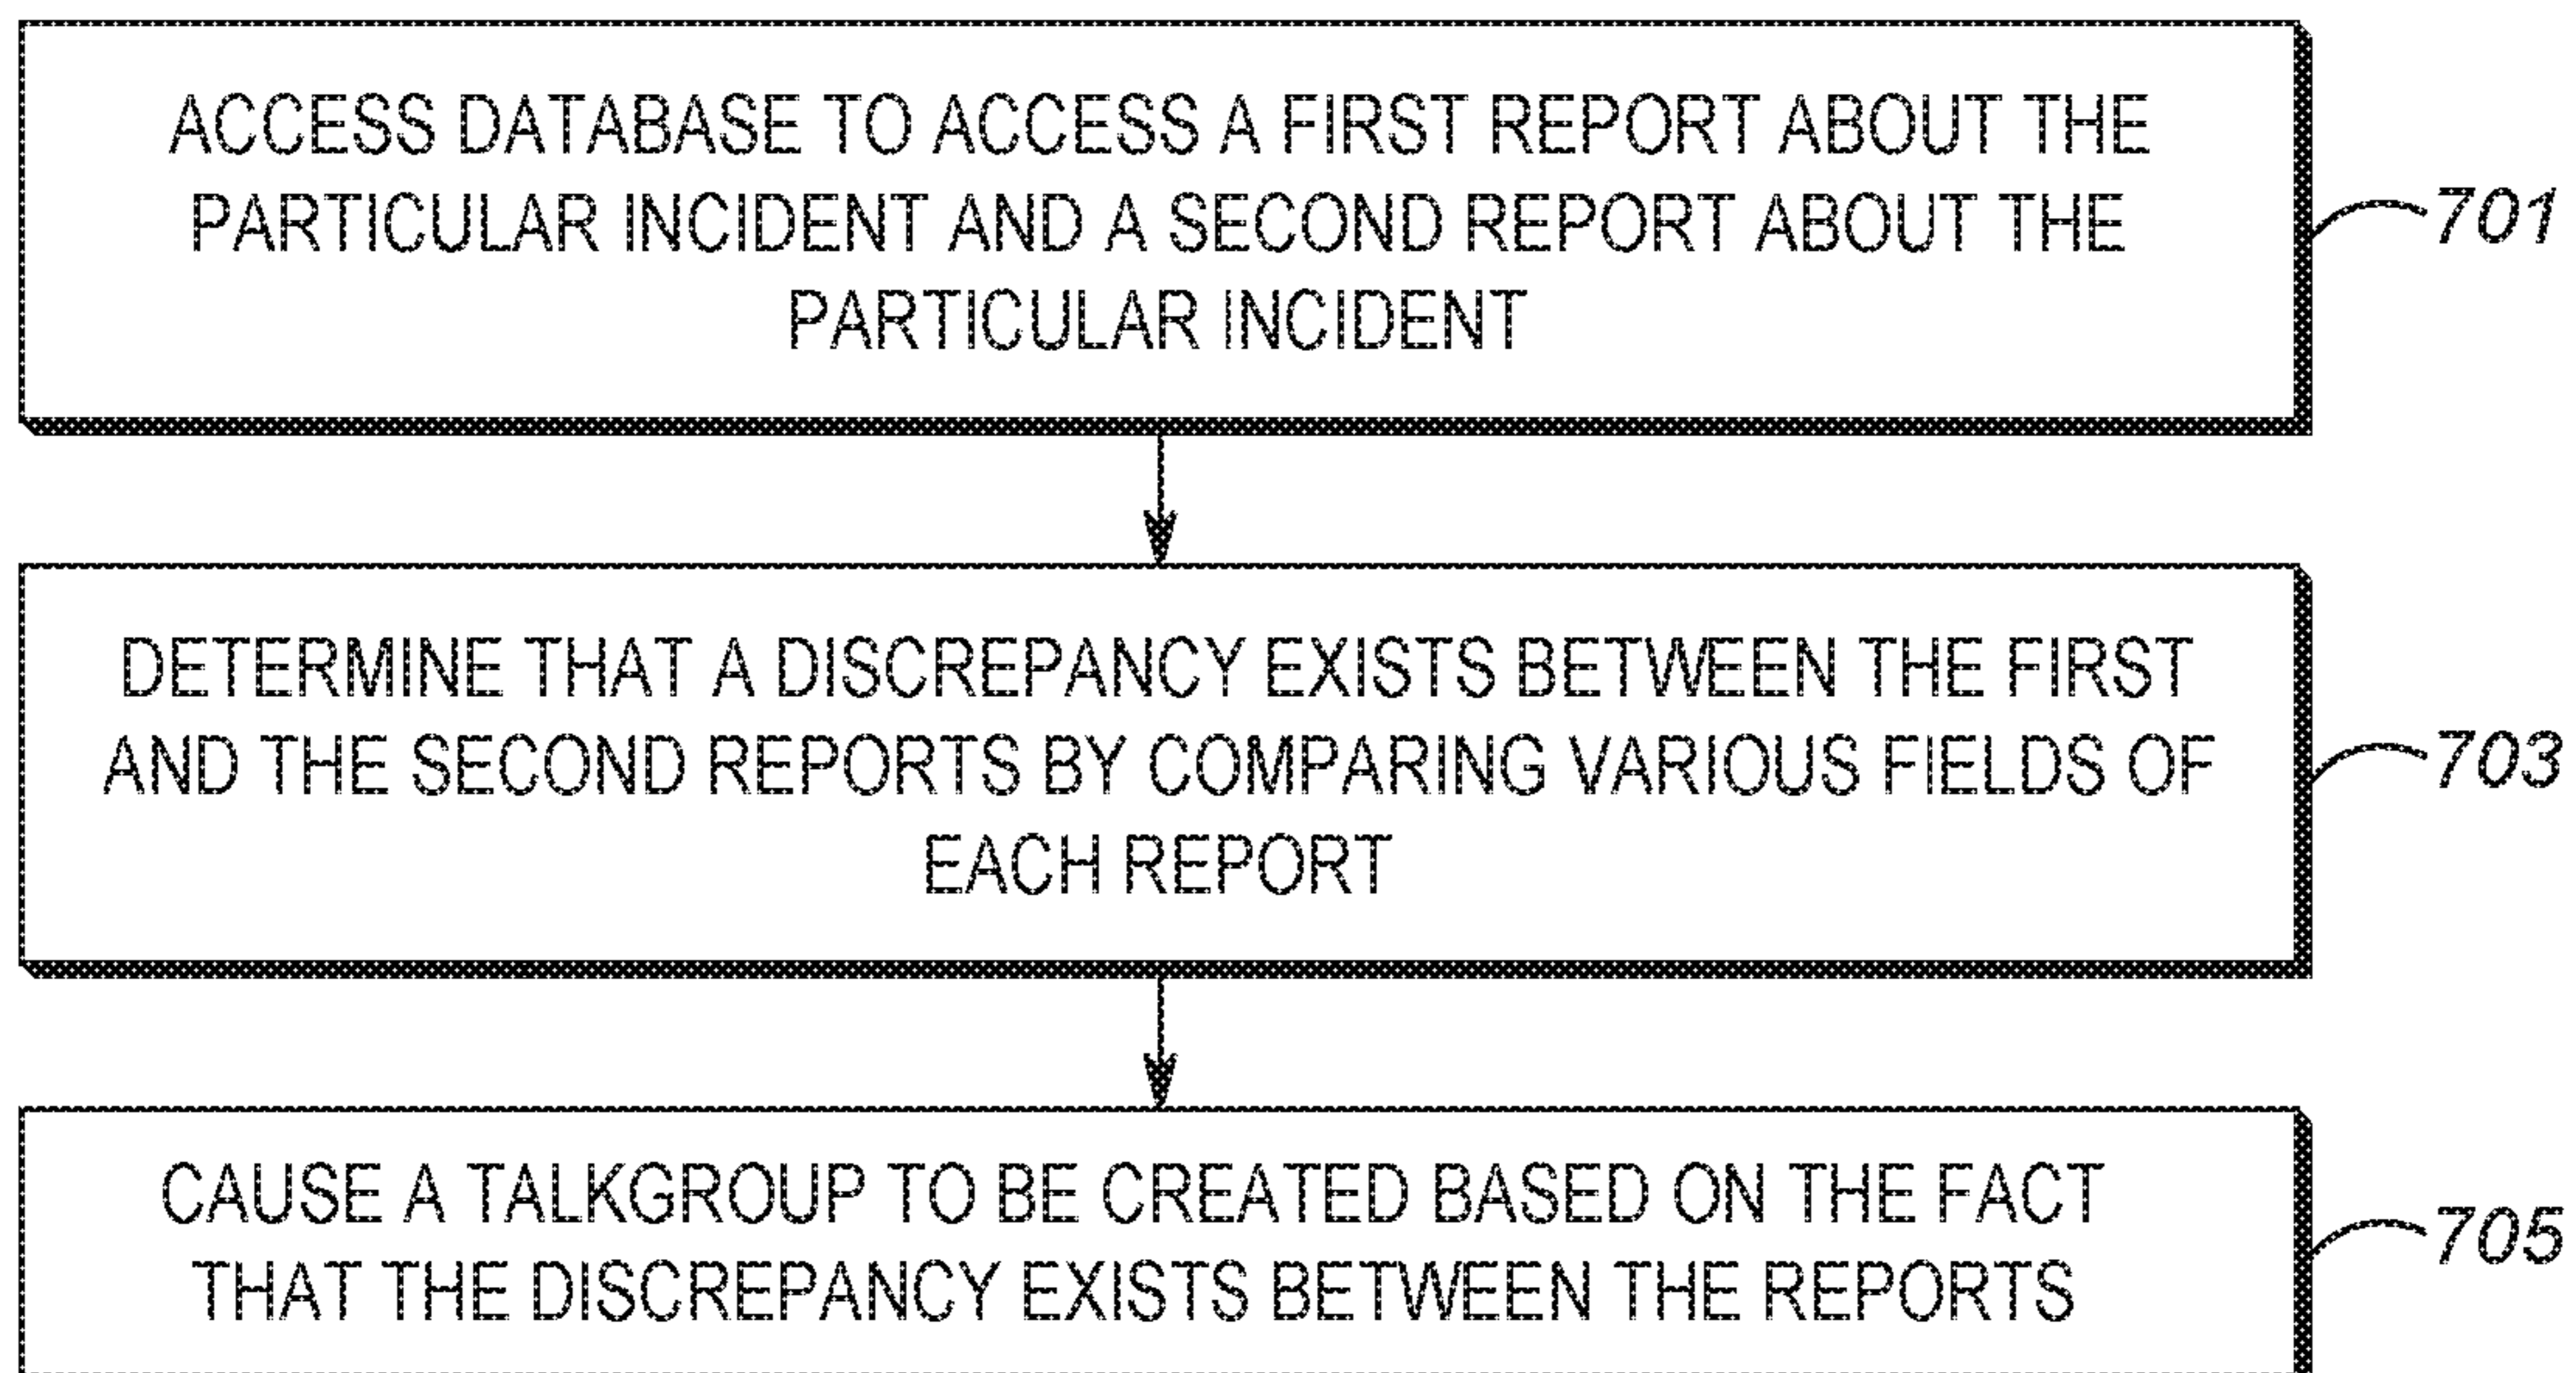 ACCESS DATABASE TO ACCESS A FIRST REPORT ABOUT THE
PARTICULAR INCIDENT AND A SECOND REPORT ABOUT THE
PARTICULAR INCIDENT
701
DETERMINE THAT A DISCREPANCY EXISTS BETWEEN THE FIRST
AND THE SECOND REPORTS BY COMPARING VARIOUS FIELDS OF
EACH REPORT
703
CAUSE A TALKGROUP TO BE CREATED BASED ON THE FACT
THAT THE DISCREPANCY EXISTS BETWEEN THE REPORTS
705